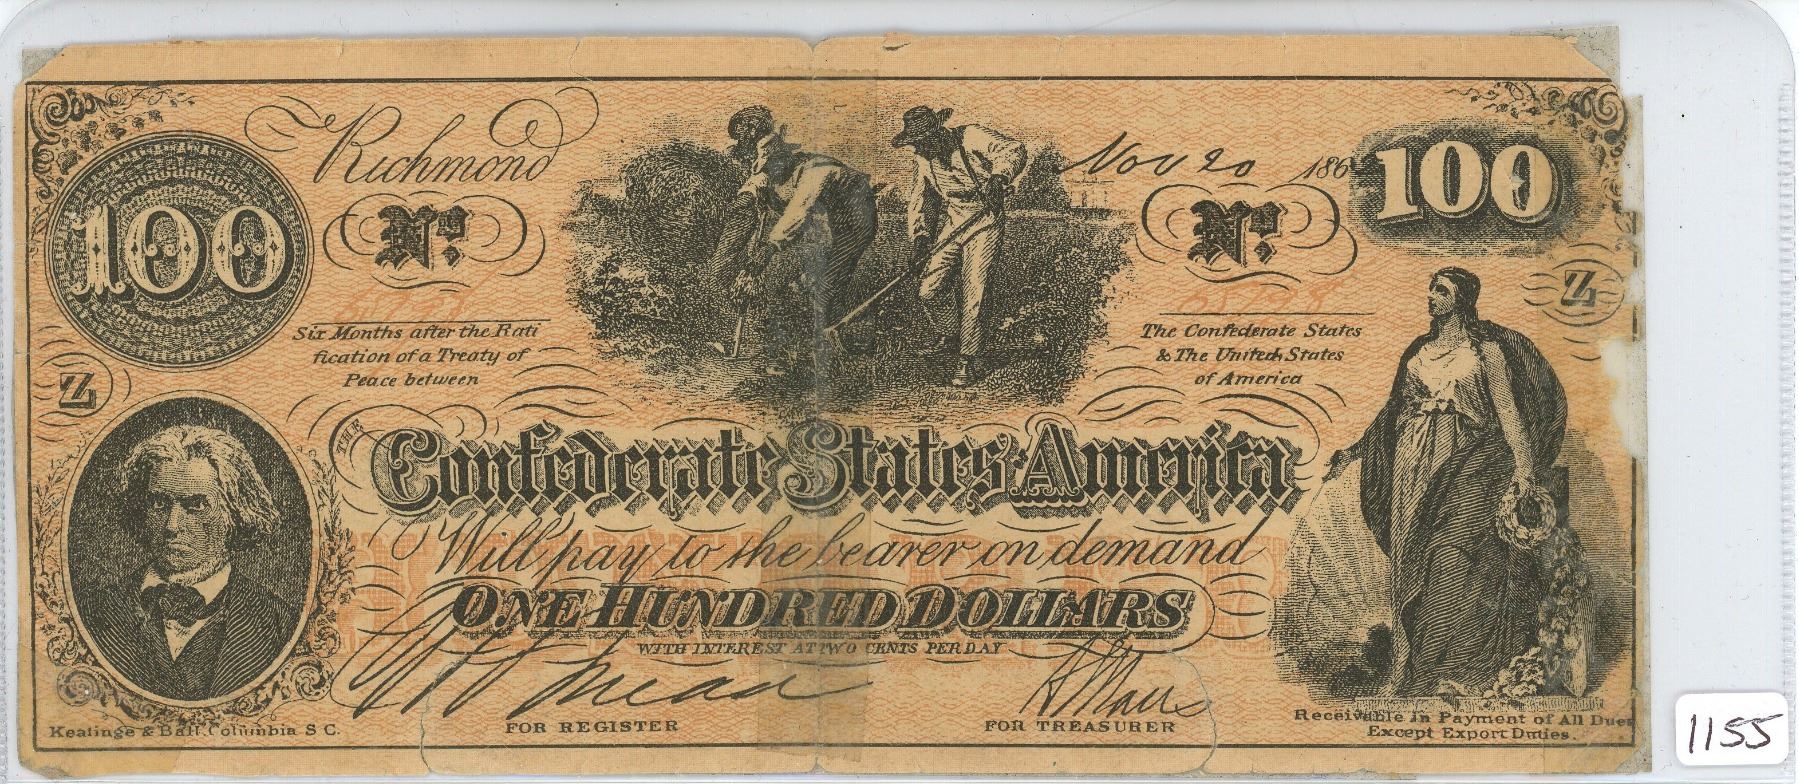 Richmond Nov 20 186
100 100
No. No.
Z
Six Months after the Rati
fication of a Treaty of
Peace between
The Confederate States
& The United States
of America
Z
THE Confederate States America
Will pay to the bearer on demand
ONE HUNDRED DOLLARS
WITH INTEREST AT TWO CENTS PER DAY
FOR REGISTER
FOR TREASURER
Keatinge & Ball. Columbia S C.
Receivable In Payment of All Dues
Except Export Duties.
1155